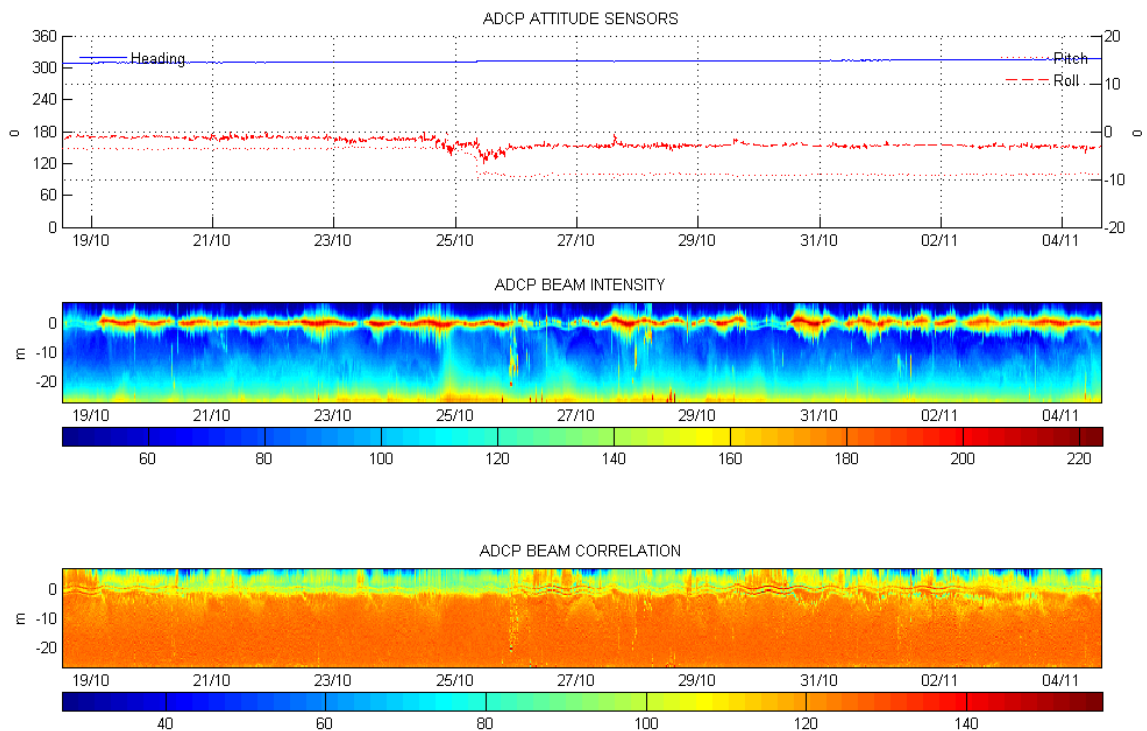 ADCP ATTITUDE SENSORS
360 20
Heading Pitch
300 10
Roll
240
180 0
0 0
120
60 -10
0 -20
19/10 21/10 23/10 25/10 27/10 29/10 31/10 02/11 04/11
ADCP BEAM INTENSITY
0
m
-10
-20
19/10 21/10 23/10 25/10 27/10 29/10 31/10 02/11 04/11
60 80 100 120 140 160 180 200 220
ADCP BEAM CORRELATION
0
m
-10
-20
19/10 21/10 23/10 25/10 27/10 29/10 31/10 02/11 04/11
40 60 80 100 120 140